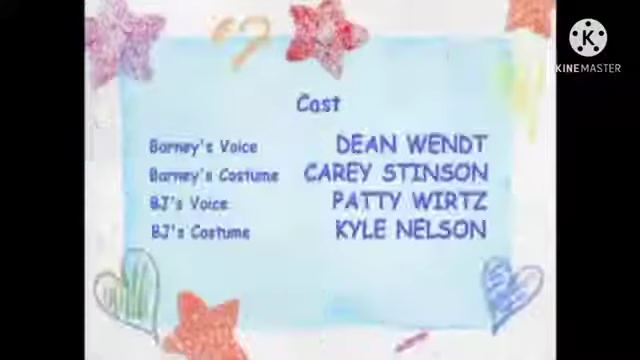 KINEMASTER
Cast
Barney's Voice DEAN WENDT
Barney's Costume CAREY STINSON
BJ's Voice PATTY WIRTZ
BJ's Costume KYLE NELSON